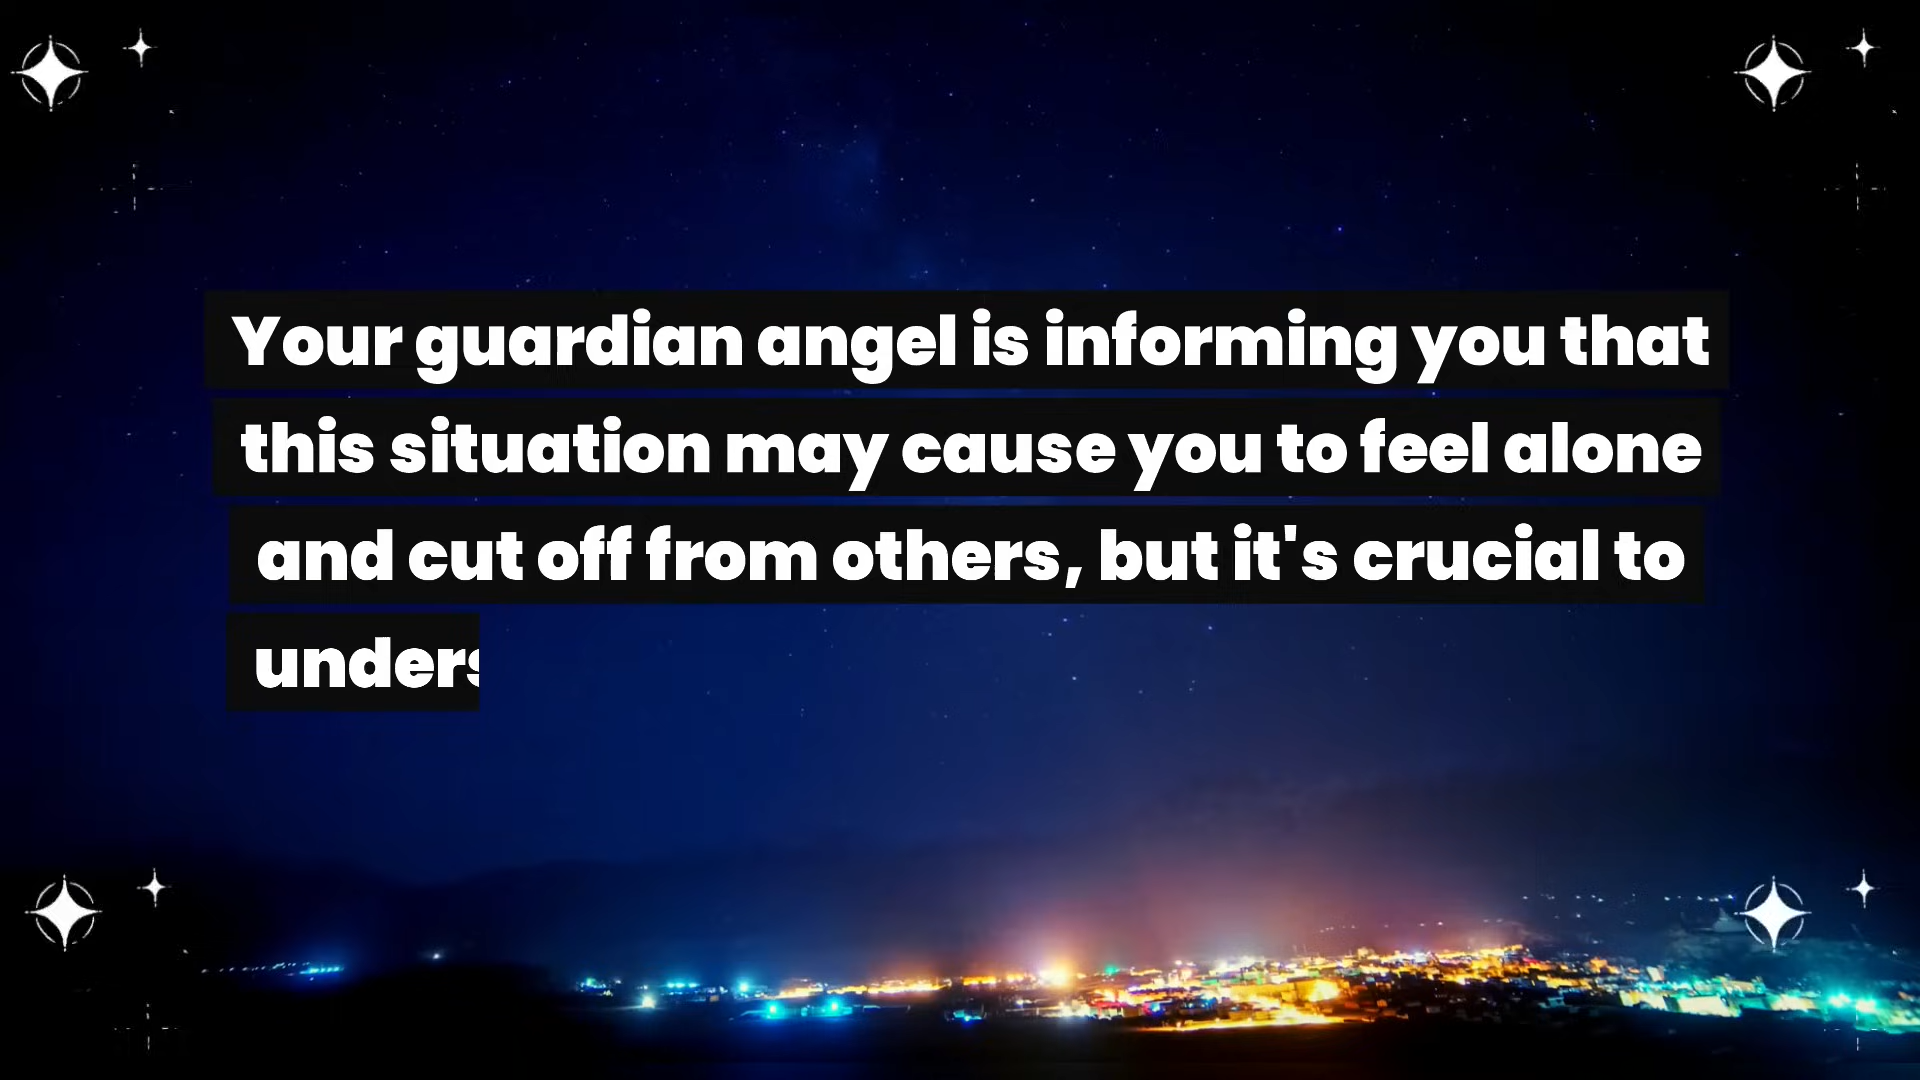 Your guardian angel is informing you that
this situation may cause you to feel alone
and cut off from others, but it's crucial to
unders